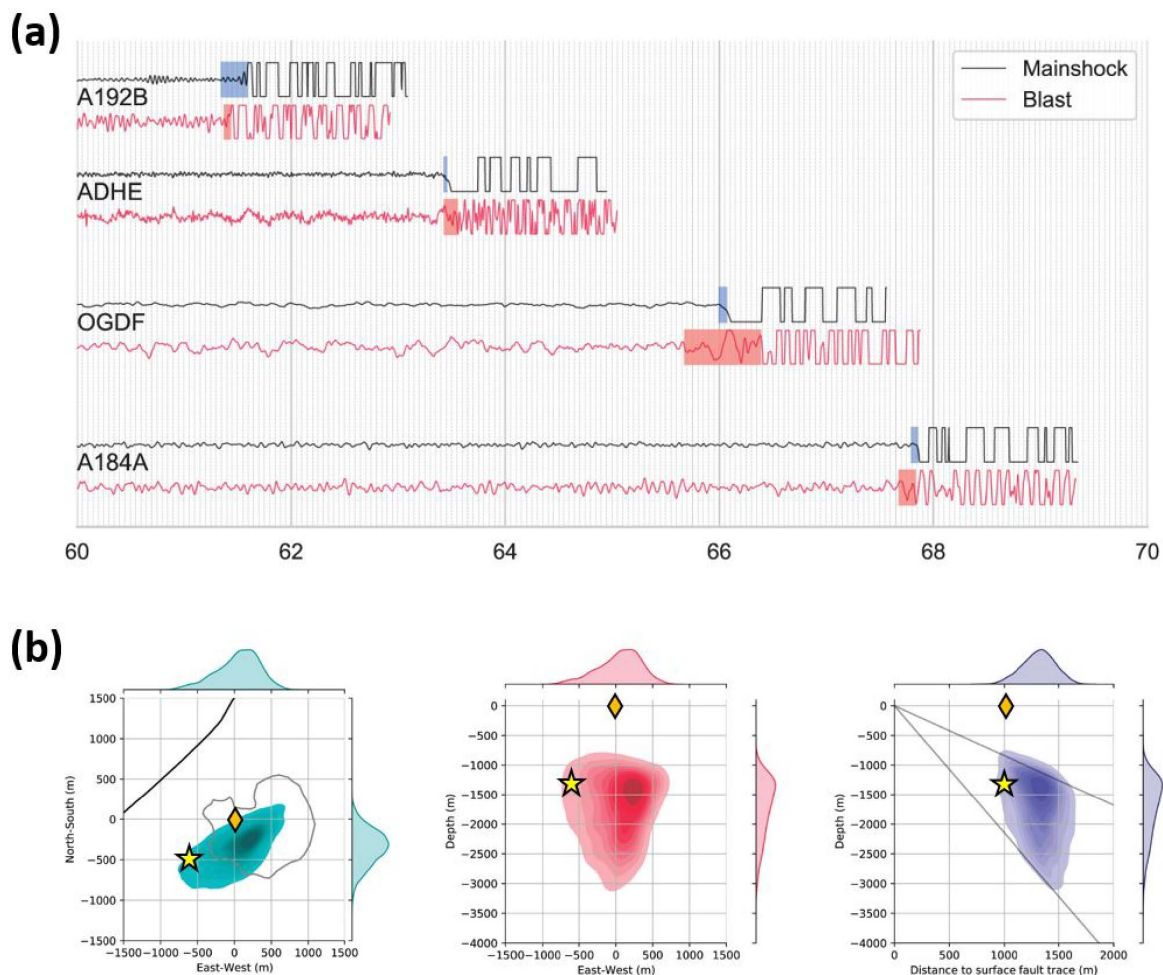 (a)
Mainshock
Blast
A192B
ADHE
OGDF
A184A
60 62 64 66 68 70
(b)
1500
1000
500
0
−500
−1000
−1500
North-South (m)
−1500−1000 −500 0 500 1000 1500
East-West (m)
0
−500
−1000
−1500
−2000
−2500
−3000
−3500
−4000
Depth (m)
−1500−1000 −500 0 500 1000 1500
East-West (m)
0
−500
−1000
−1500
−2000
−2500
−3000
−3500
−4000
Depth (m)
0 500 1000 1500 2000
Distance to surface fault trace (m)